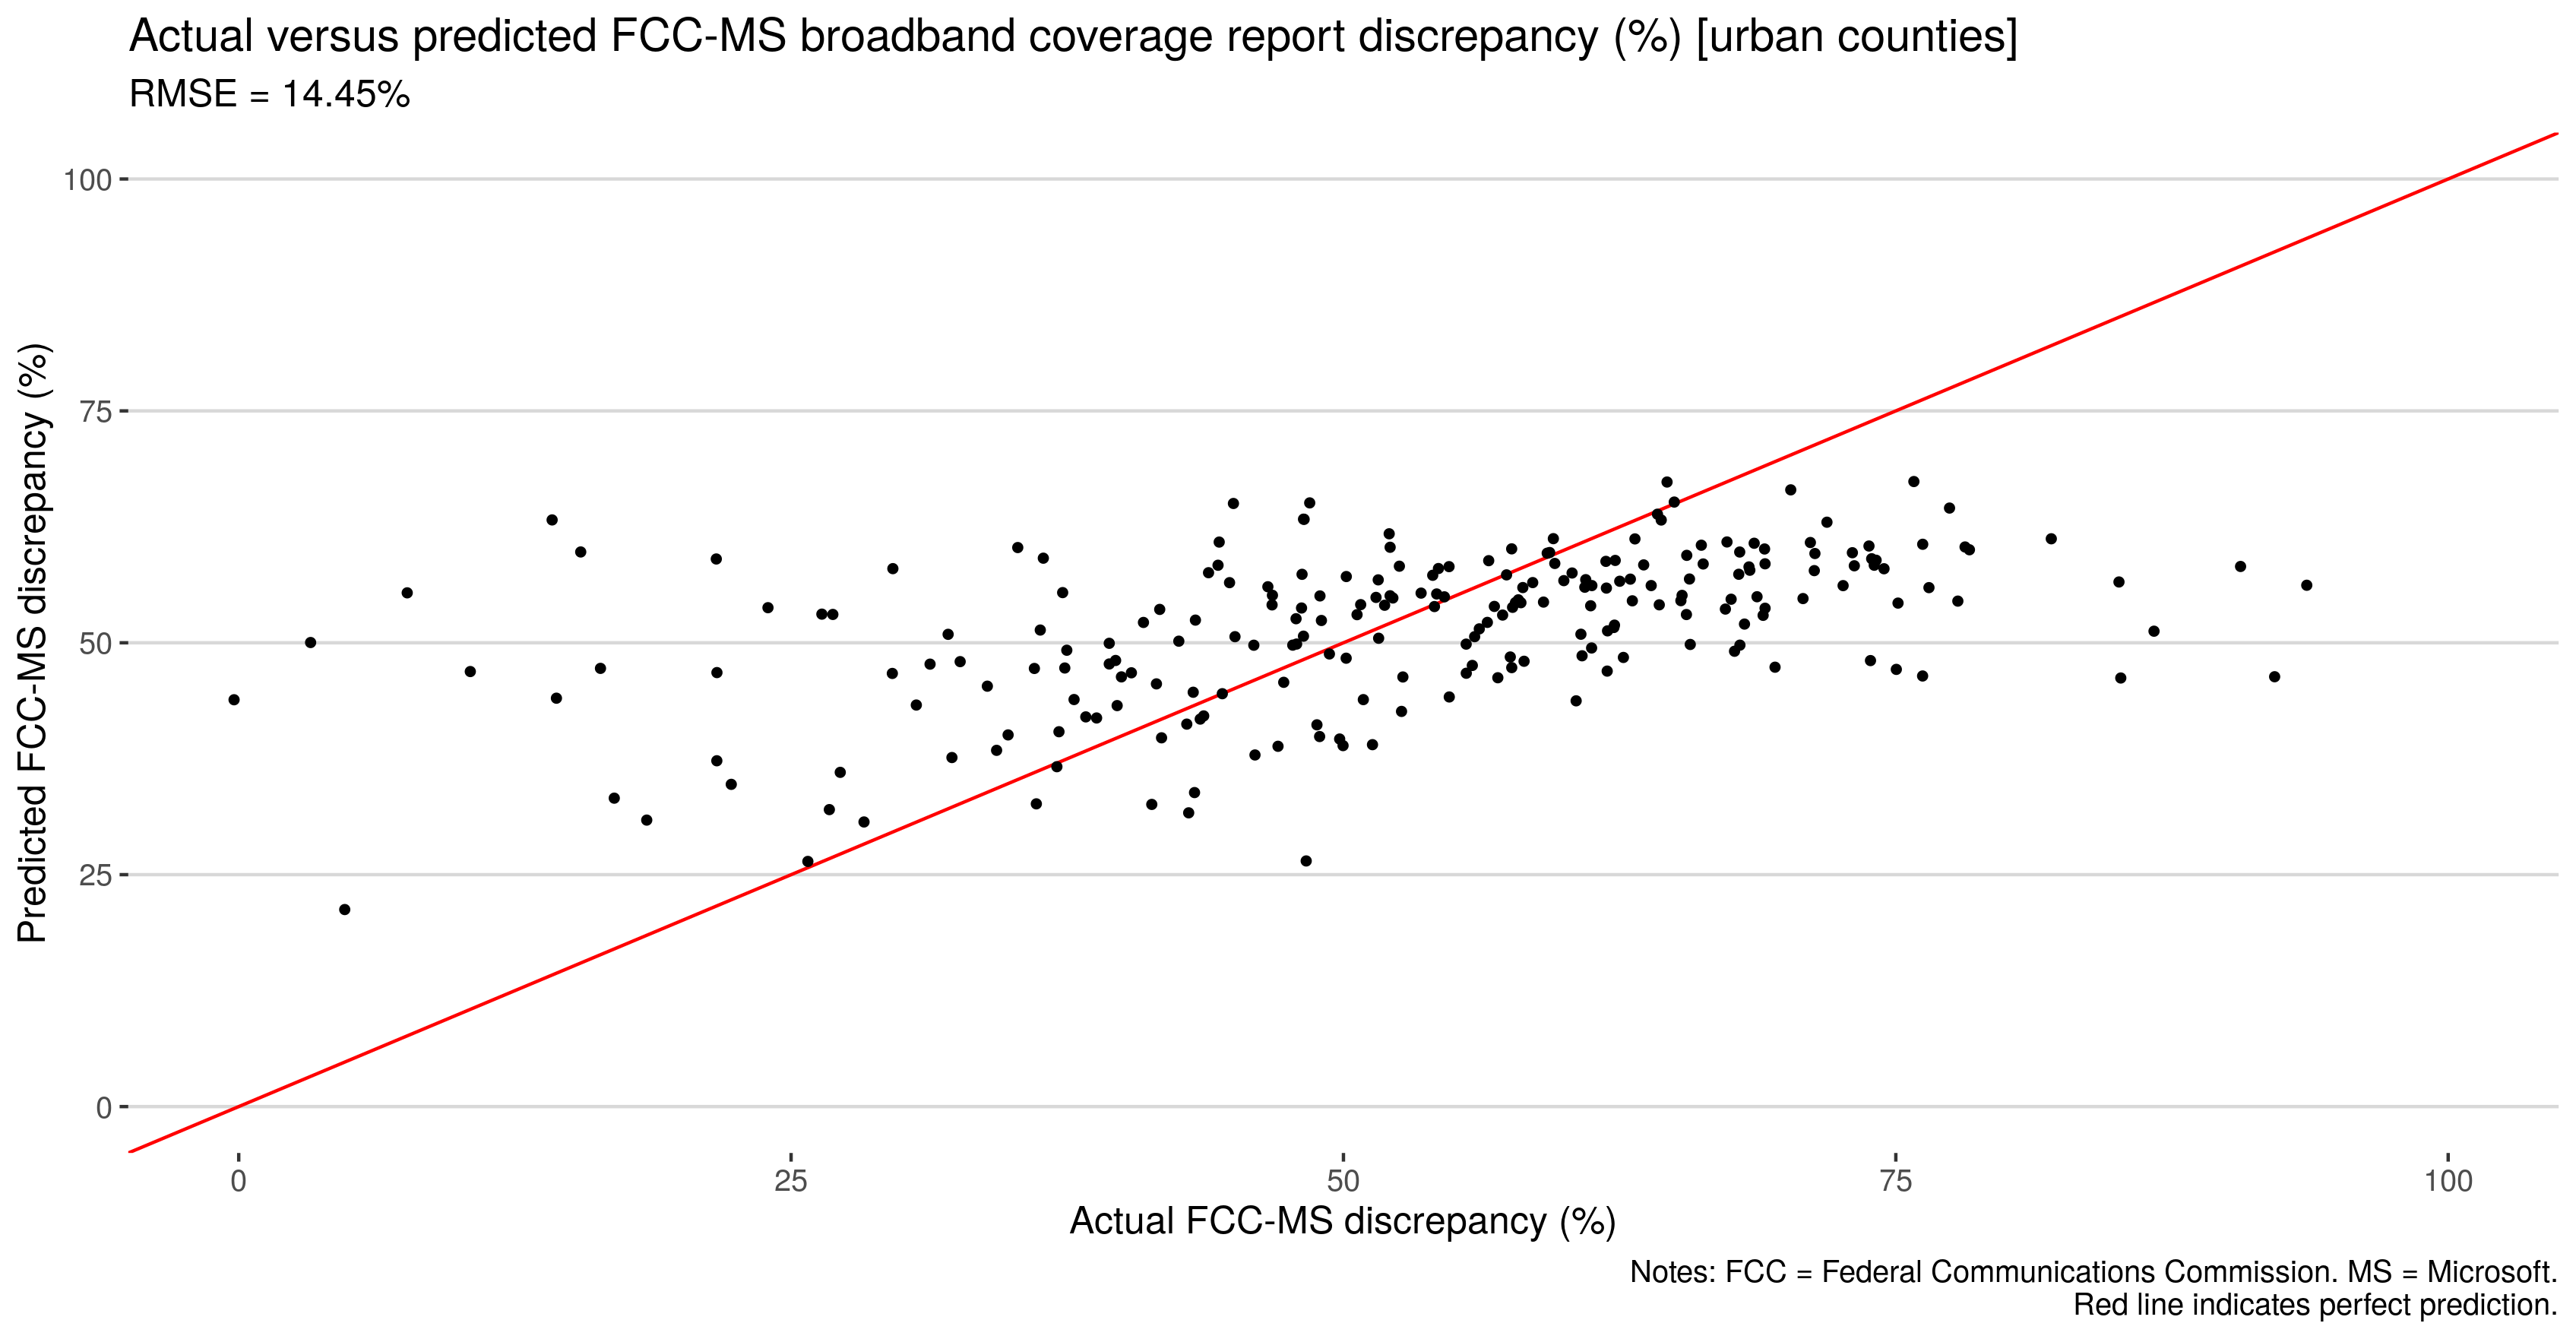 Actual versus predicted FCC-MS broadband coverage report discrepancy (%) [urban counties]
RMSE = 14.45%
Predicted FCC-MS discrepancy (%)
100
75
50
25
0
0 25 50 75 100
Actual FCC-MS discrepancy (%)
Notes: FCC = Federal Communications Commission. MS = Microsoft.
Red line indicates perfect prediction.